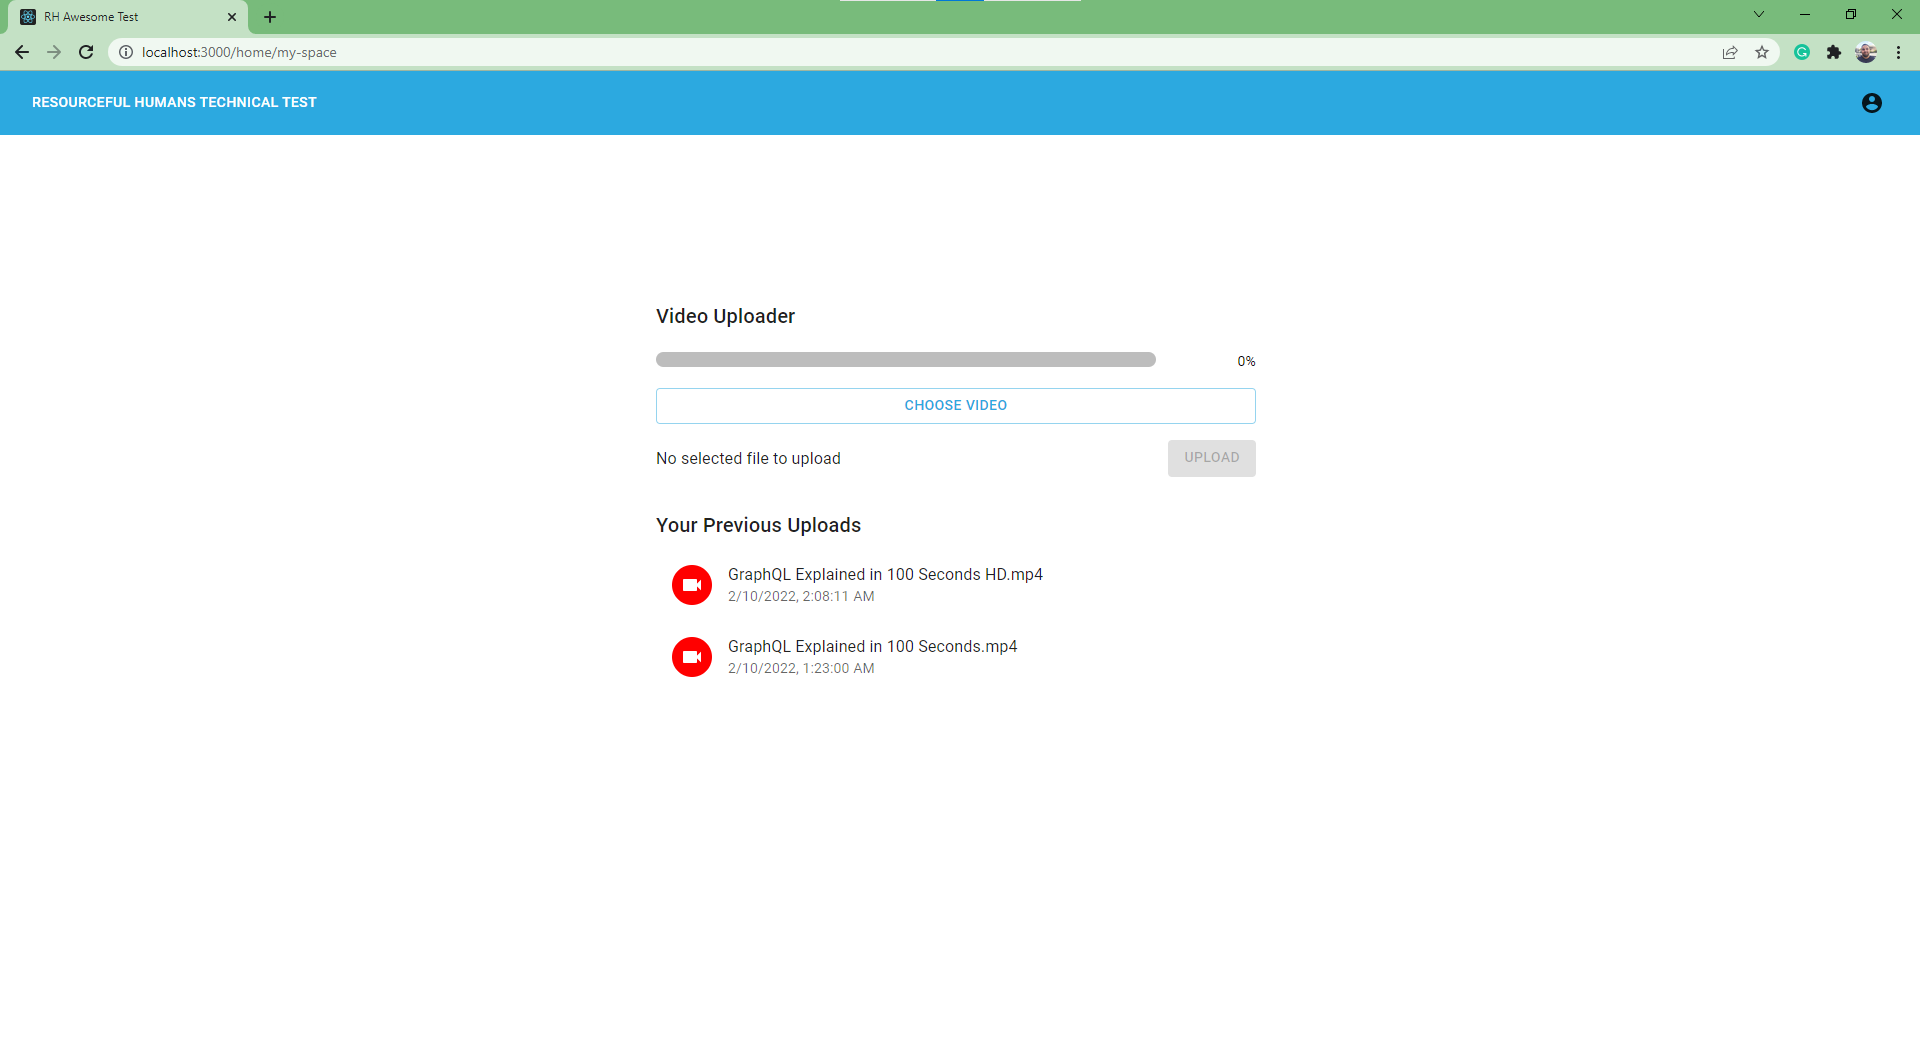 RH Awesome Test
localhost:3000/home/my-space
RESOURCEFUL HUMANS TECHNICAL TEST
Video Uploader
0%
CHOOSE VIDEO
No selected file to upload
UPLOAD
Your Previous Uploads
GraphQL Explained in 100 Seconds HD.mp4
2/10/2022, 2:08:11 AM
GraphQL Explained in 100 Seconds.mp4
2/10/2022, 1:23:00 AM